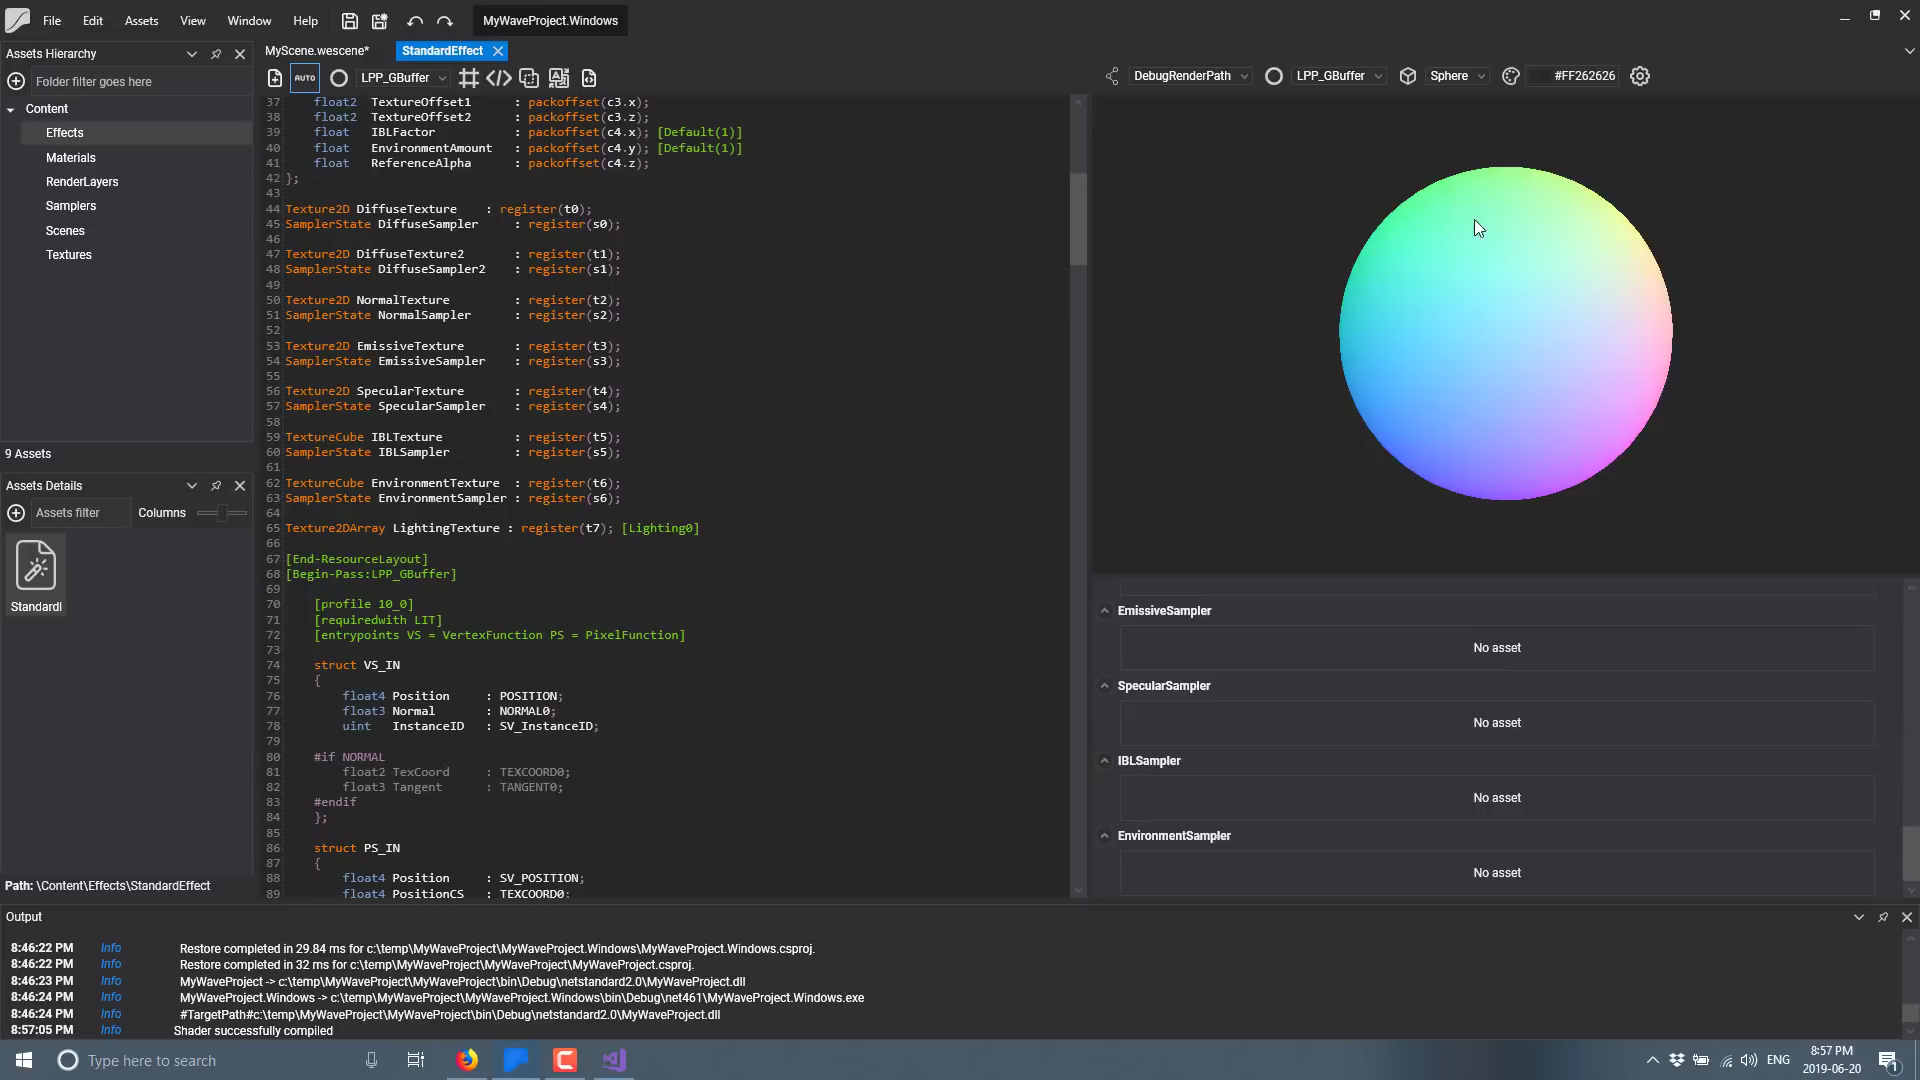 File Edit Assets View Window Help MyWaveProject.Windows
Assets Hierarchy
Folder filter goes here
Content
Effects
Materials
RenderLayers
Samplers
Scenes
Textures
9 Assets
Assets Details
Assets filter Columns
StandardI
Path: \Content\Effects\StandardEffect
MyScene.wescene* StandardEffect
AUTO LPP_GBuffer
37 float2 TextureOffset1 : packoffset(c3.x);
38 float2 TextureOffset2 : packoffset(c3.z);
39 float IBLFactor : packoffset(c4.x); [Default(1)]
40 float EnvironmentAmount : packoffset(c4.y); [Default(1)]
41 float ReferenceAlpha : packoffset(c4.z);
42 };
43
44 Texture2D DiffuseTexture : register(t0);
45 SamplerState DiffuseSampler : register(s0);
46
47 Texture2D DiffuseTexture2 : register(t1);
48 SamplerState DiffuseSampler2 : register(s1);
49
50 Texture2D NormalTexture : register(t2);
51 SamplerState NormalSampler : register(s2);
52
53 Texture2D EmissiveTexture : register(t3);
54 SamplerState EmissiveSampler : register(s3);
55
56 Texture2D SpecularTexture : register(t4);
57 SamplerState SpecularSampler : register(s4);
58
59 TextureCube IBLTexture : register(t5);
60 SamplerState IBLSampler : register(s5);
61
62 TextureCube EnvironmentTexture : register(t6);
63 SamplerState EnvironmentSampler : register(s6);
64
65 Texture2DArray LightingTexture : register(t7); [Lighting0]
66
67 [End-ResourceLayout]
68 [Begin-Pass:LPP_GBuffer]
69
70 [profile 10_0]
71 [requiredwith LIT]
72 [entrypoints VS = VertexFunction PS = PixelFunction]
73
74 struct VS_IN
75 {
76 float4 Position : POSITION;
77 float3 Normal : NORMAL0;
78 uint InstanceID : SV_InstanceID;
79
80 #if NORMAL
81 float2 TexCoord : TEXCOORD0;
82 float3 Tangent : TANGENT0;
83 #endif
84 };
85
86 struct PS_IN
87 {
88 float4 Position : SV_POSITION;
89 float4 PositionCS : TEXCOORD0;
DebugRenderPath LPP_GBuffer Sphere #FF262626
EmissiveSampler
No asset
SpecularSampler
No asset
IBLSampler
No asset
EnvironmentSampler
No asset
Output
8:46:22 PM Info Restore completed in 29.84 ms for c:\temp\MyWaveProject\MyWaveProject.Windows\MyWaveProject.Windows.csproj.
8:46:22 PM Info Restore completed in 32 ms for c:\temp\MyWaveProject\MyWaveProject\MyWaveProject.csproj.
8:46:23 PM Info MyWaveProject -> c:\temp\MyWaveProject\MyWaveProject\bin\Debug\netstandard2.0\MyWaveProject.dll
8:46:24 PM Info MyWaveProject.Windows -> c:\temp\MyWaveProject\MyWaveProject.Windows\bin\Debug\net461\MyWaveProject.Windows.exe
8:46:24 PM Info #TargetPath#c:\temp\MyWaveProject\MyWaveProject\bin\Debug\netstandard2.0\MyWaveProject.dll
8:57:05 PM Info Shader successfully compiled
Type here to search
ENG
8:57 PM
2019-06-20
1